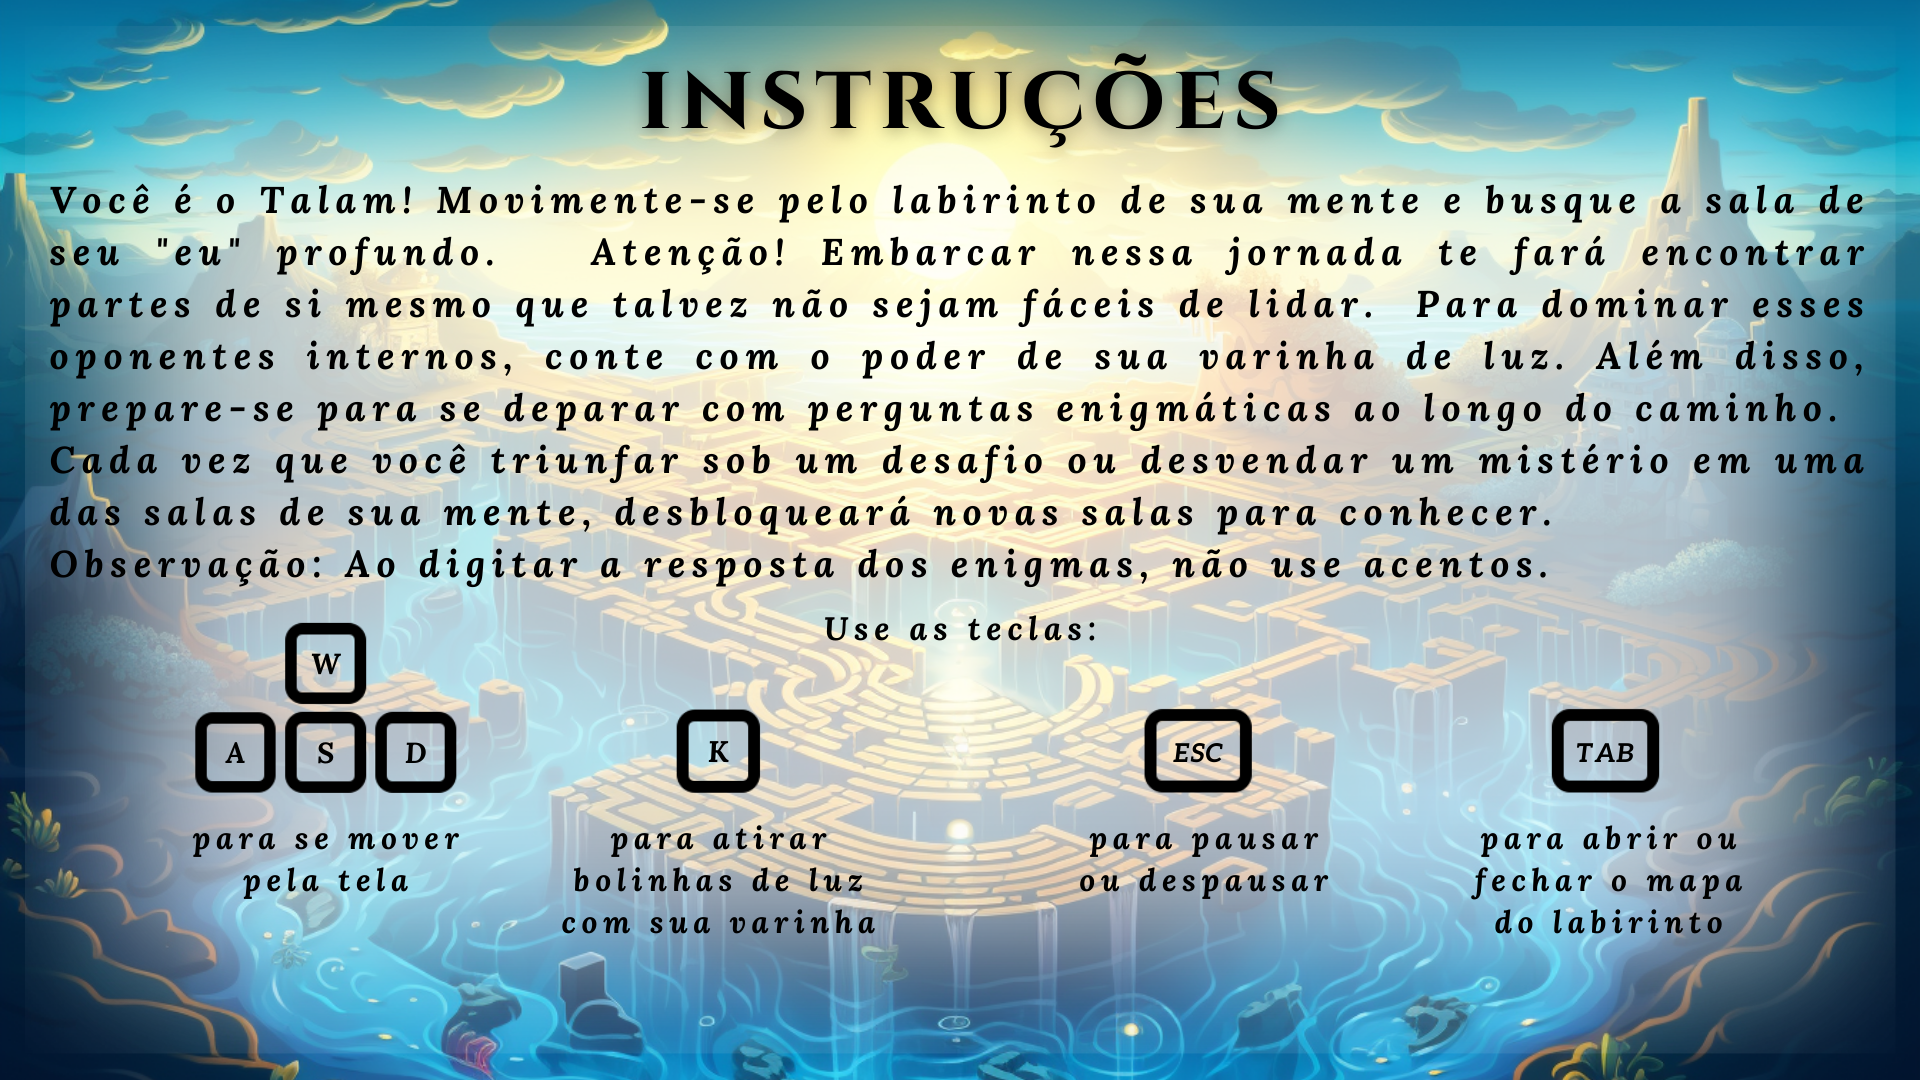 INSTRUÇÕES
Você é o Talam! Movimente-se pelo labirinto de sua mente e busque a sala de
seu "eu" profundo. Atenção! Embarcar nessa jornada te fará encontrar
partes de si mesmo que talvez não sejam fáceis de lidar. Para dominar esses
oponentes internos, conte com o poder de sua varinha de luz. Além disso,
prepare-se para se deparar com perguntas enigmáticas ao longo do caminho.
Cada vez que você triunfar sob um desafio ou desvendar um mistério em uma
das salas de sua mente, desbloqueará novas salas para conhecer.
Observação: Ao digitar a resposta dos enigmas, não use acentos.
Use as teclas:
W
A S D
para se mover
pela tela
K
para atirar
bolinhas de luz
com sua varinha
ESC
para pausar
ou despausar
TAB
para abrir ou
fechar o mapa
do labirinto